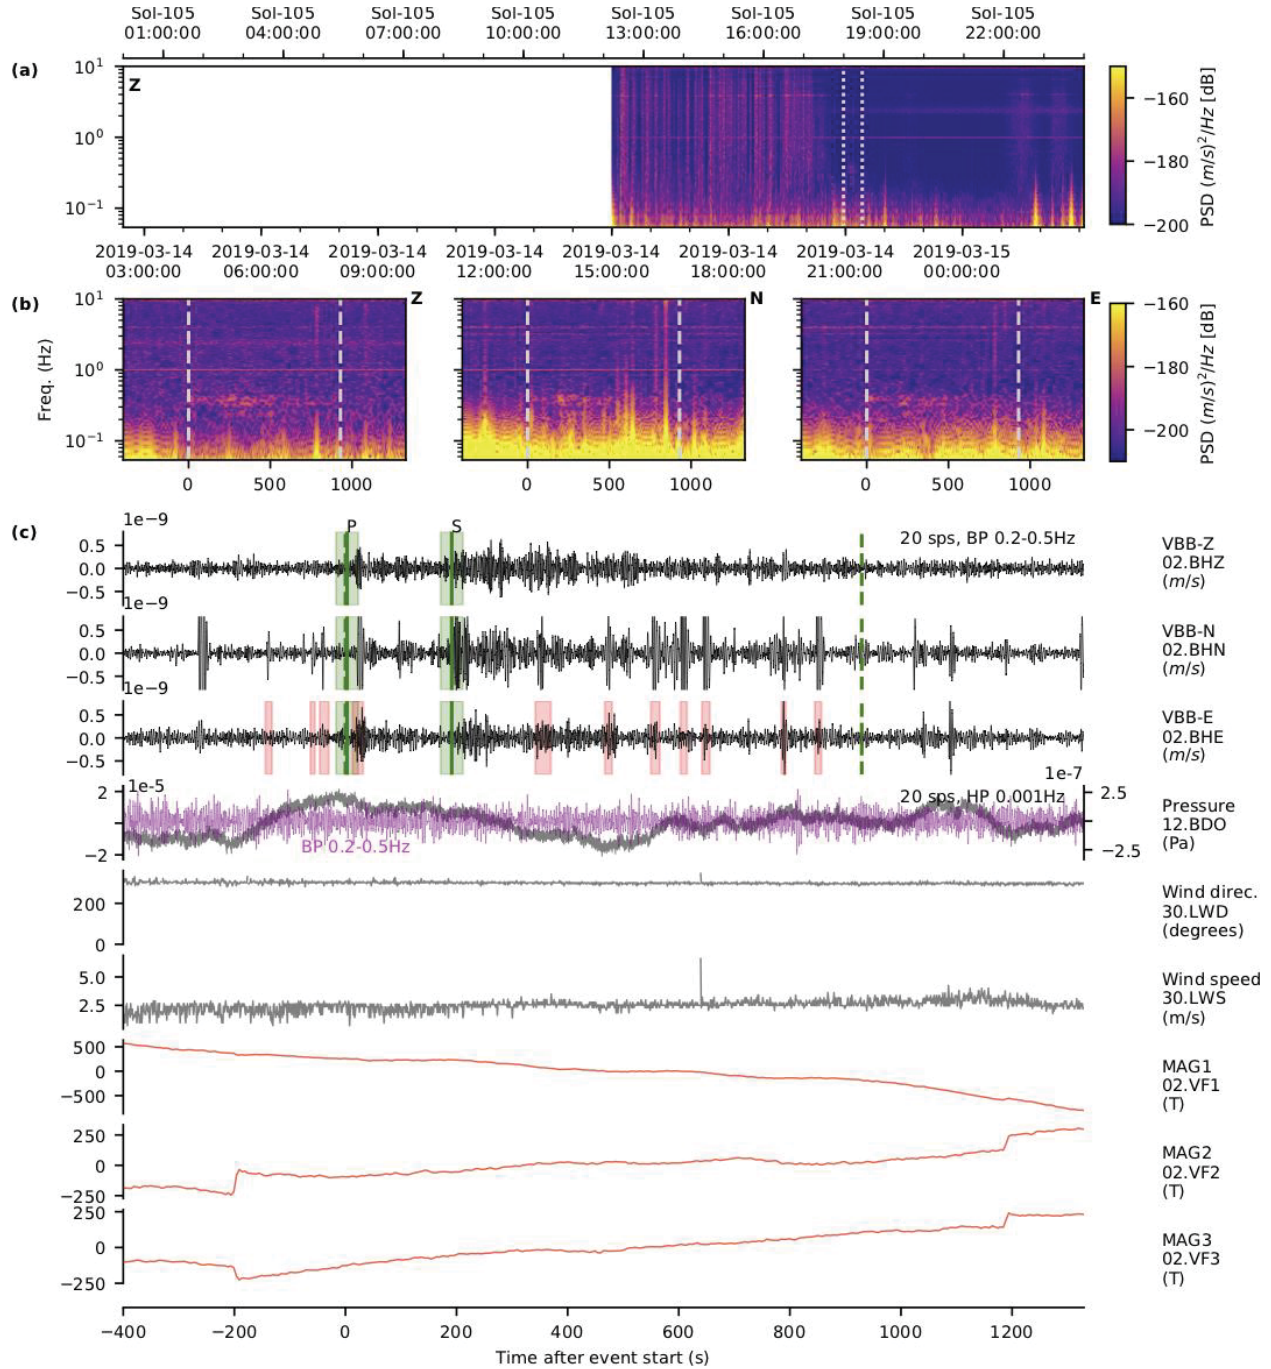 Sol-105 Sol-105 Sol-105 Sol-105 Sol-105 Sol-105 Sol-105 Sol-105
01:00:00 04:00:00 07:00:00 10:00:00 13:00:00 16:00:00 19:00:00 22:00:00
(a)
Z
10¹
10⁰
10⁻¹
−160
−180
−200
PSD (m/s)²/Hz [dB]
2019-03-14 2019-03-14 2019-03-14 2019-03-14 2019-03-14 2019-03-14 2019-03-14 2019-03-15
03:00:00 06:00:00 09:00:00 12:00:00 15:00:00 18:00:00 21:00:00 00:00:00
(b)
Z N E
10¹
10⁰
10⁻¹
Freq. (Hz)
−160
−180
−200
PSD (m/s)²/Hz [dB]
0 500 1000 0 500 1000 0 500 1000
(c)
1e−9
P S
20 sps, BP 0.2-0.5Hz
0.5
0.0
−0.5
VBB-Z
02.BHZ
(m/s)
1e−9
0.5
0.0
−0.5
VBB-N
02.BHN
(m/s)
1e−9
0.5
0.0
−0.5
VBB-E
02.BHE
(m/s)
1e−5
1e−7
20 sps, HP 0.001Hz
2
−2
2.5
−2.5
BP 0.2-0.5Hz
Pressure
12.BDO
(Pa)
200
0
Wind direc.
30.LWD
(degrees)
5.0
2.5
Wind speed
30.LWS
(m/s)
500
0
−500
MAG1
02.VF1
(T)
250
0
−250
MAG2
02.VF2
(T)
250
0
−250
MAG3
02.VF3
(T)
−400 −200 0 200 400 600 800 1000 1200
Time after event start (s)